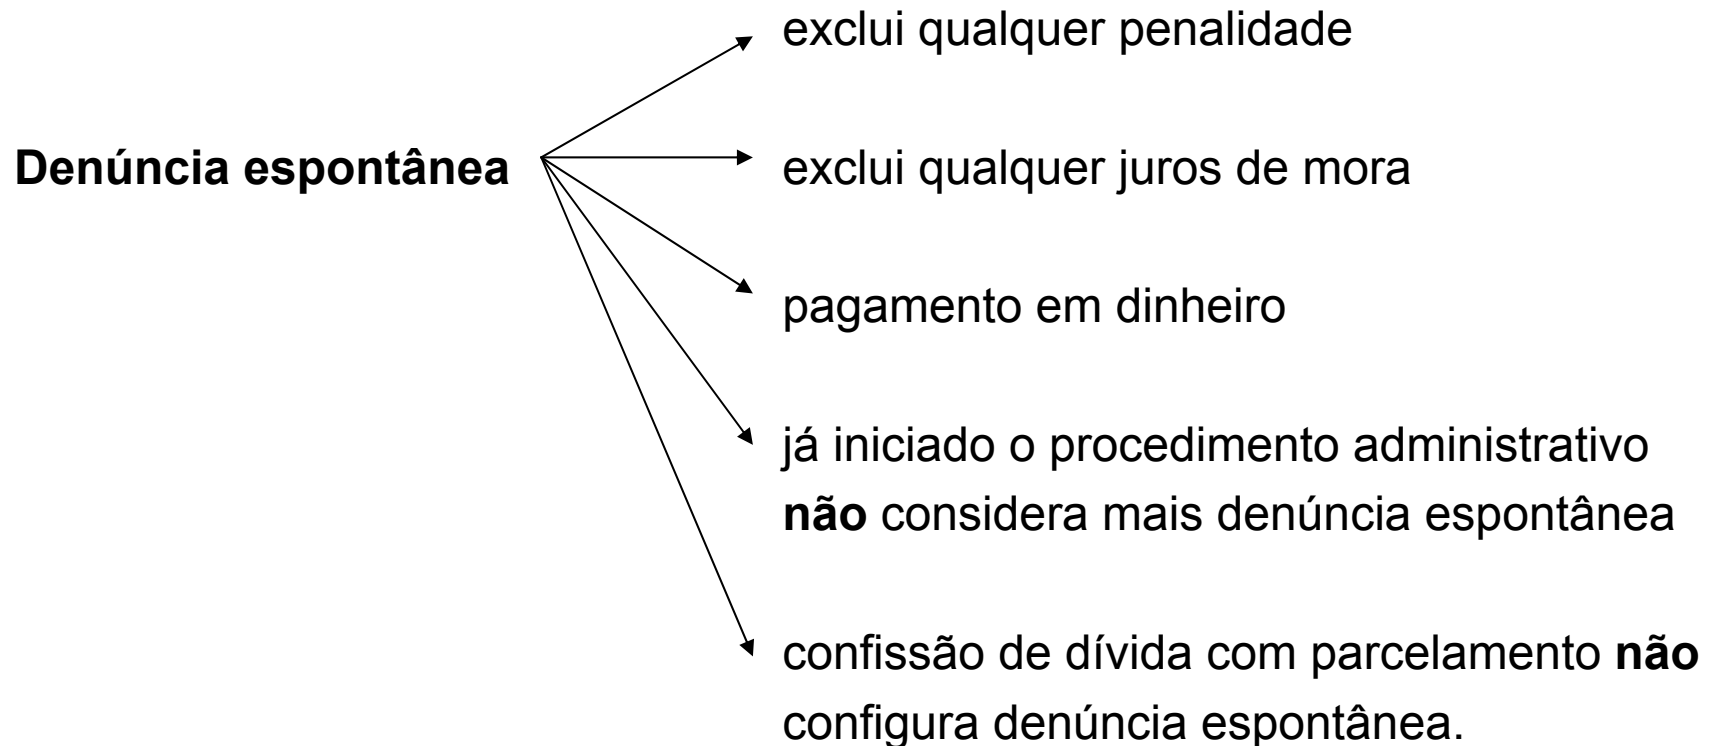 exclui qualquer penalidade
Denúncia espontânea
exclui qualquer juros de mora
pagamento em dinheiro
já iniciado o procedimento administrativo
não considera mais denúncia espontânea
confissão de dívida com parcelamento não
configura denúncia espontânea.